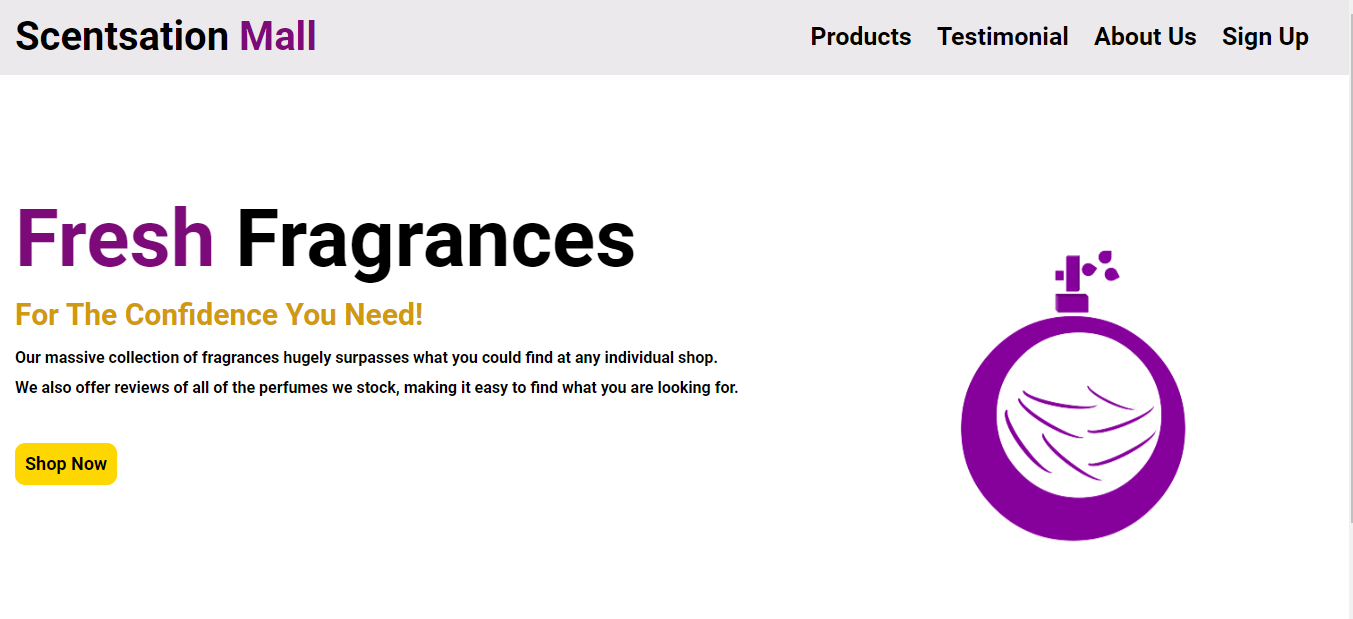 Scentsation Mall
Products Testimonial About Us Sign Up
Fresh Fragrances
For The Confidence You Need!
Our massive collection of fragrances hugely surpasses what you could find at any individual shop.
We also offer reviews of all of the perfumes we stock, making it easy to find what you are looking for.
Shop Now